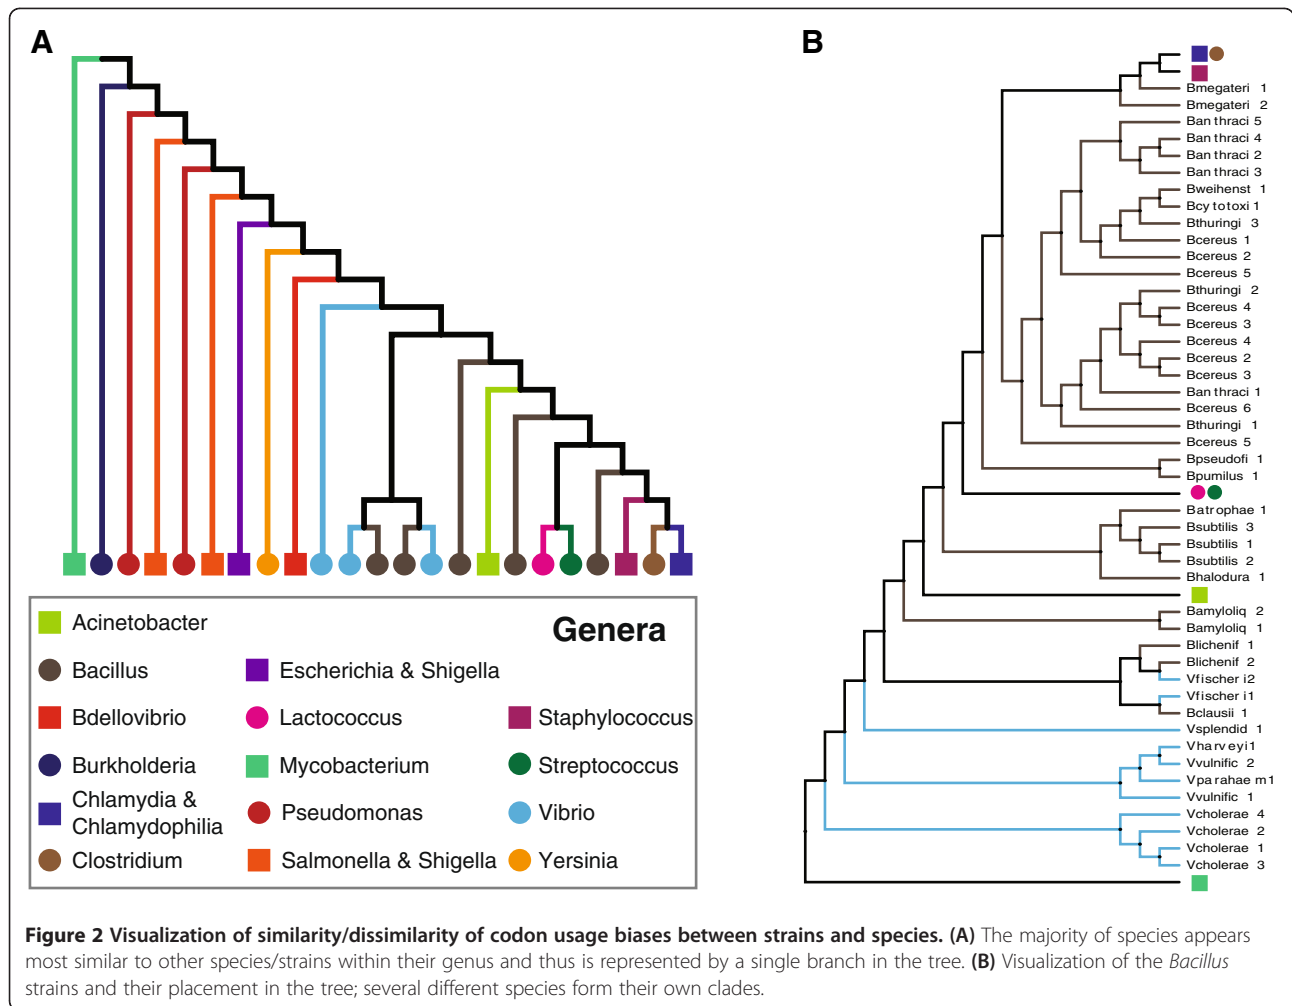 A
Genera
Acinetobacter
Bacillus
Bdellovibrio
Burkholderia
Chlamydia &
Chlamydophilia
Clostridium
Escherichia & Shigella
Lactococcus
Mycobacterium
Pseudomonas
Salmonella & Shigella
Staphylococcus
Streptococcus
Vibrio
Yersinia
B
Bmegateri 1
Bmegateri 2
Ban thraci 5
Ban thraci 4
Ban thraci 2
Ban thraci 3
Bweihenst 1
Bcy totoxi 1
Bthuringi 3
Bcereus 1
Bcereus 2
Bcereus 5
Bthuringi 2
Bcereus 4
Bcereus 3
Bcereus 4
Bcereus 2
Bcereus 3
Ban thraci 1
Bcereus 6
Bthuringi 1
Bcereus 5
Bpseudofi 1
Bpumilus 1
Batrophae 1
Bsubtilis 3
Bsubtilis 1
Bsubtilis 2
Bhalodura 1
Bamyloliq 2
Bamyloliq 1
Blichenif 1
Blichenif 2
Vfischer i2
Vfischer i1
Bclausii 1
Vsplendid 1
Vhar veyi1
Vvulnific 2
Vpa rahae m1
Vvulnific 1
Vcholerae 4
Vcholerae 2
Vcholerae 1
Vcholerae 3
Figure 2 Visualization of similarity/dissimilarity of codon usage biases between strains and species. (A) The majority of species appears
most similar to other species/strains within their genus and thus is represented by a single branch in the tree. (B) Visualization of the Bacillus
strains and their placement in the tree; several different species form their own clades.